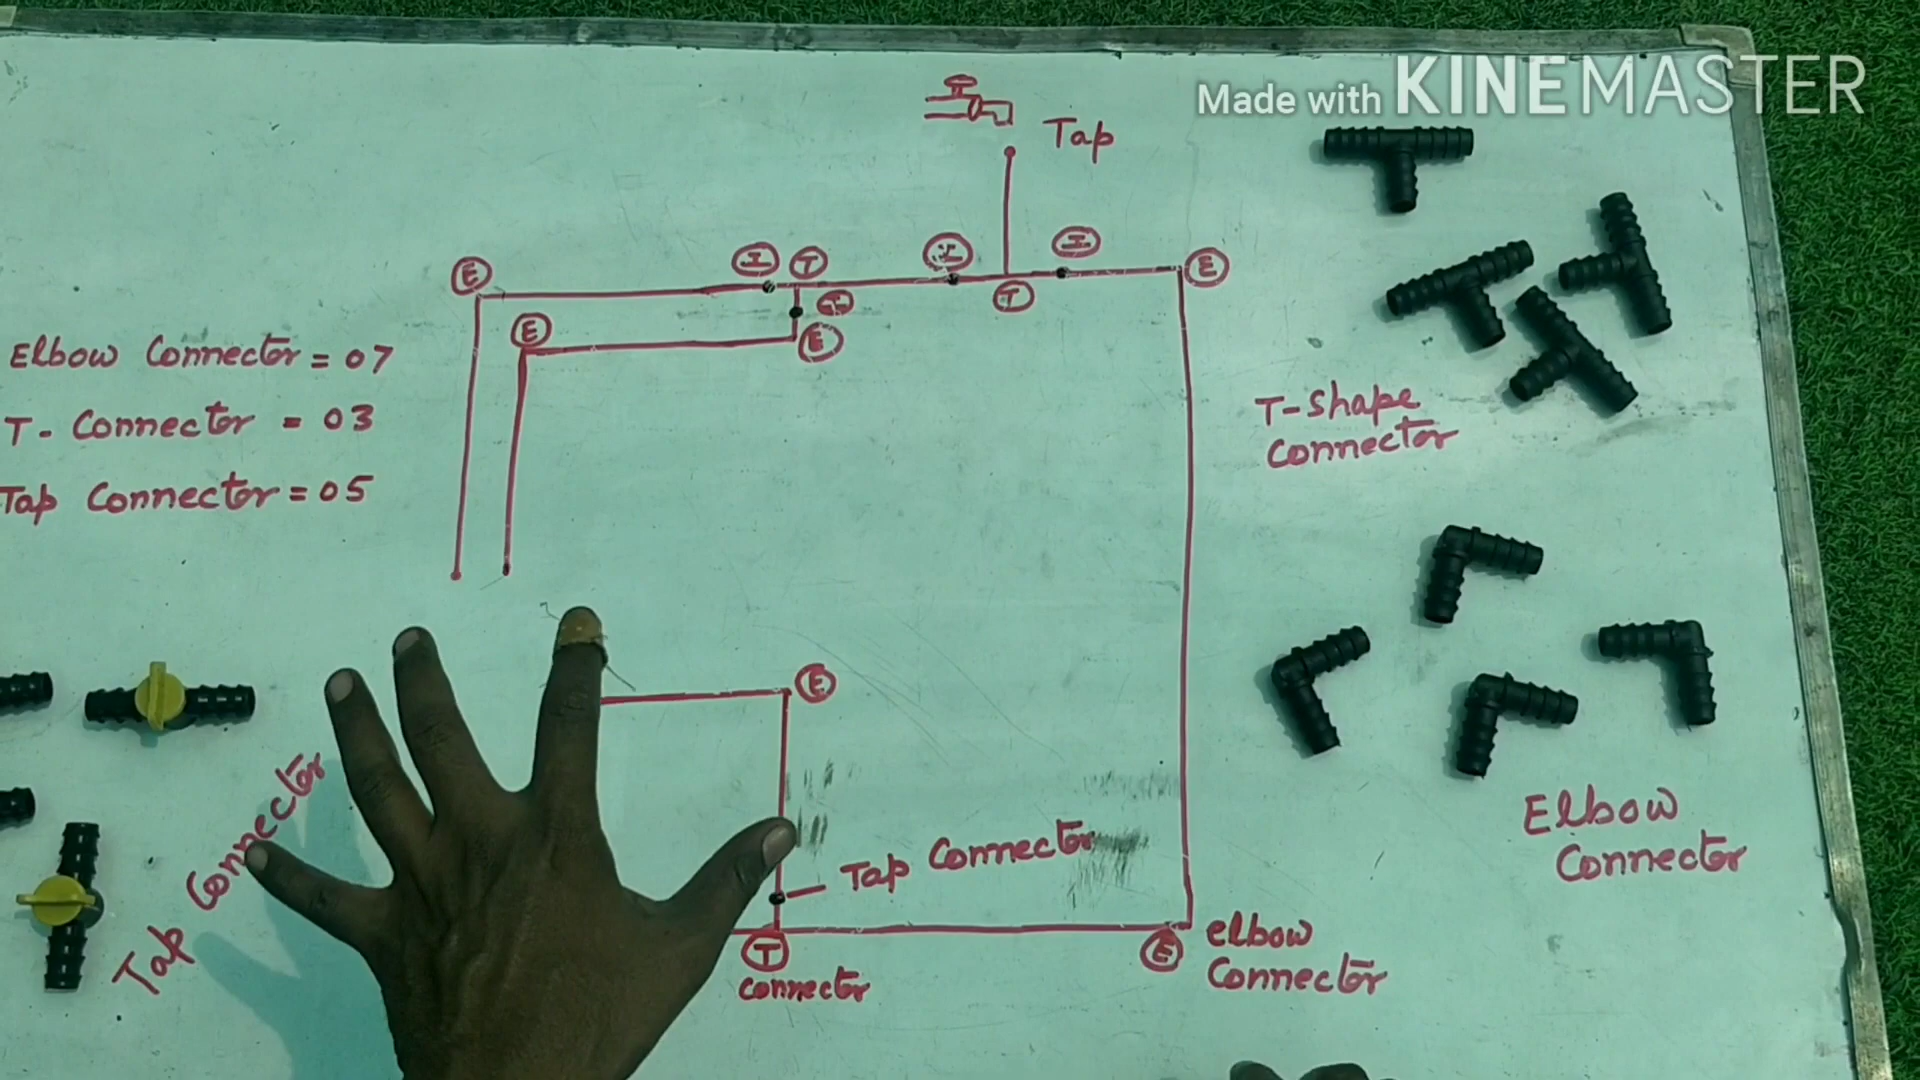 Made with KINEMASTER
Tap
E
I
T
I
I
E
T
E
E
Elbow Connector = 07
T- Connector = 03
Tap Connector = 05
T-Shape
Connector
E
Tap Connector
Tap Connector
Elbow
Connector
T
Connector
E
elbow
Connector